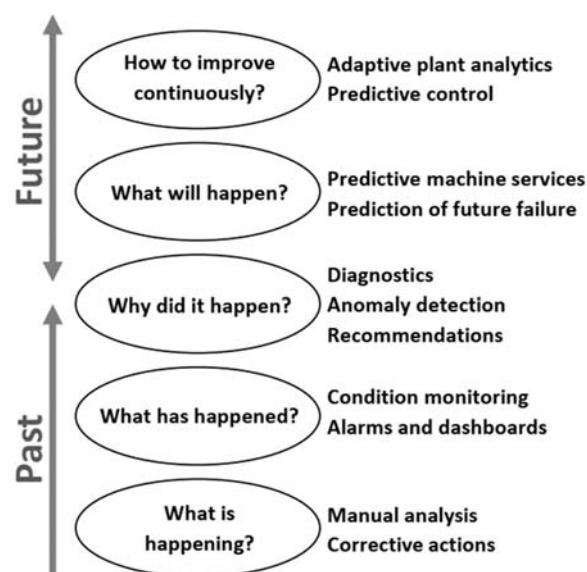 Future
How to improve
continuously?
Adaptive plant analytics
Predictive control
What will happen?
Predictive machine services
Prediction of future failure
Why did it happen?
Diagnostics
Anomaly detection
Recommendations
Past
What has happened?
Condition monitoring
Alarms and dashboards
What is
happening?
Manual analysis
Corrective actions